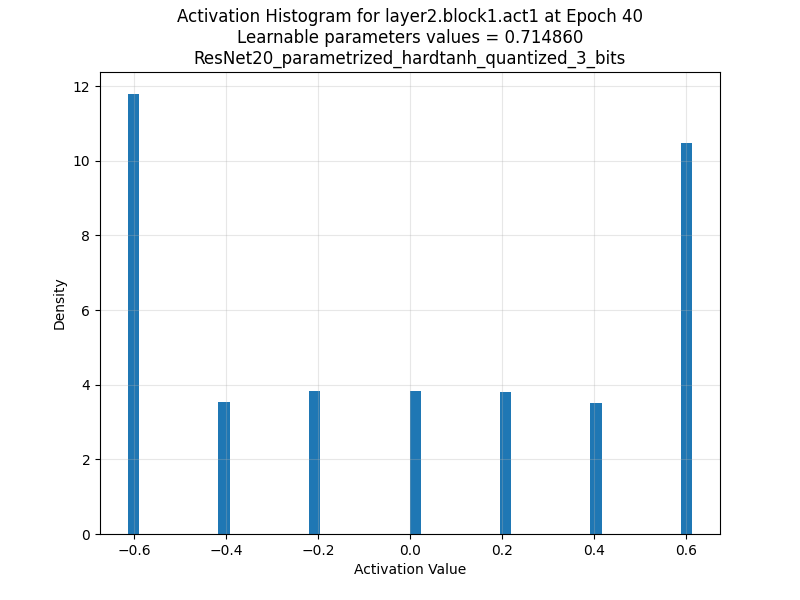 Activation Histogram for layer2.block1.act1 at Epoch 40
Learnable parameters values = 0.714860
ResNet20_parametrized_hardtanh_quantized_3_bits
12
10
8
6
4
2
0
Density
−0.6 −0.4 −0.2 0.0 0.2 0.4 0.6
Activation Value